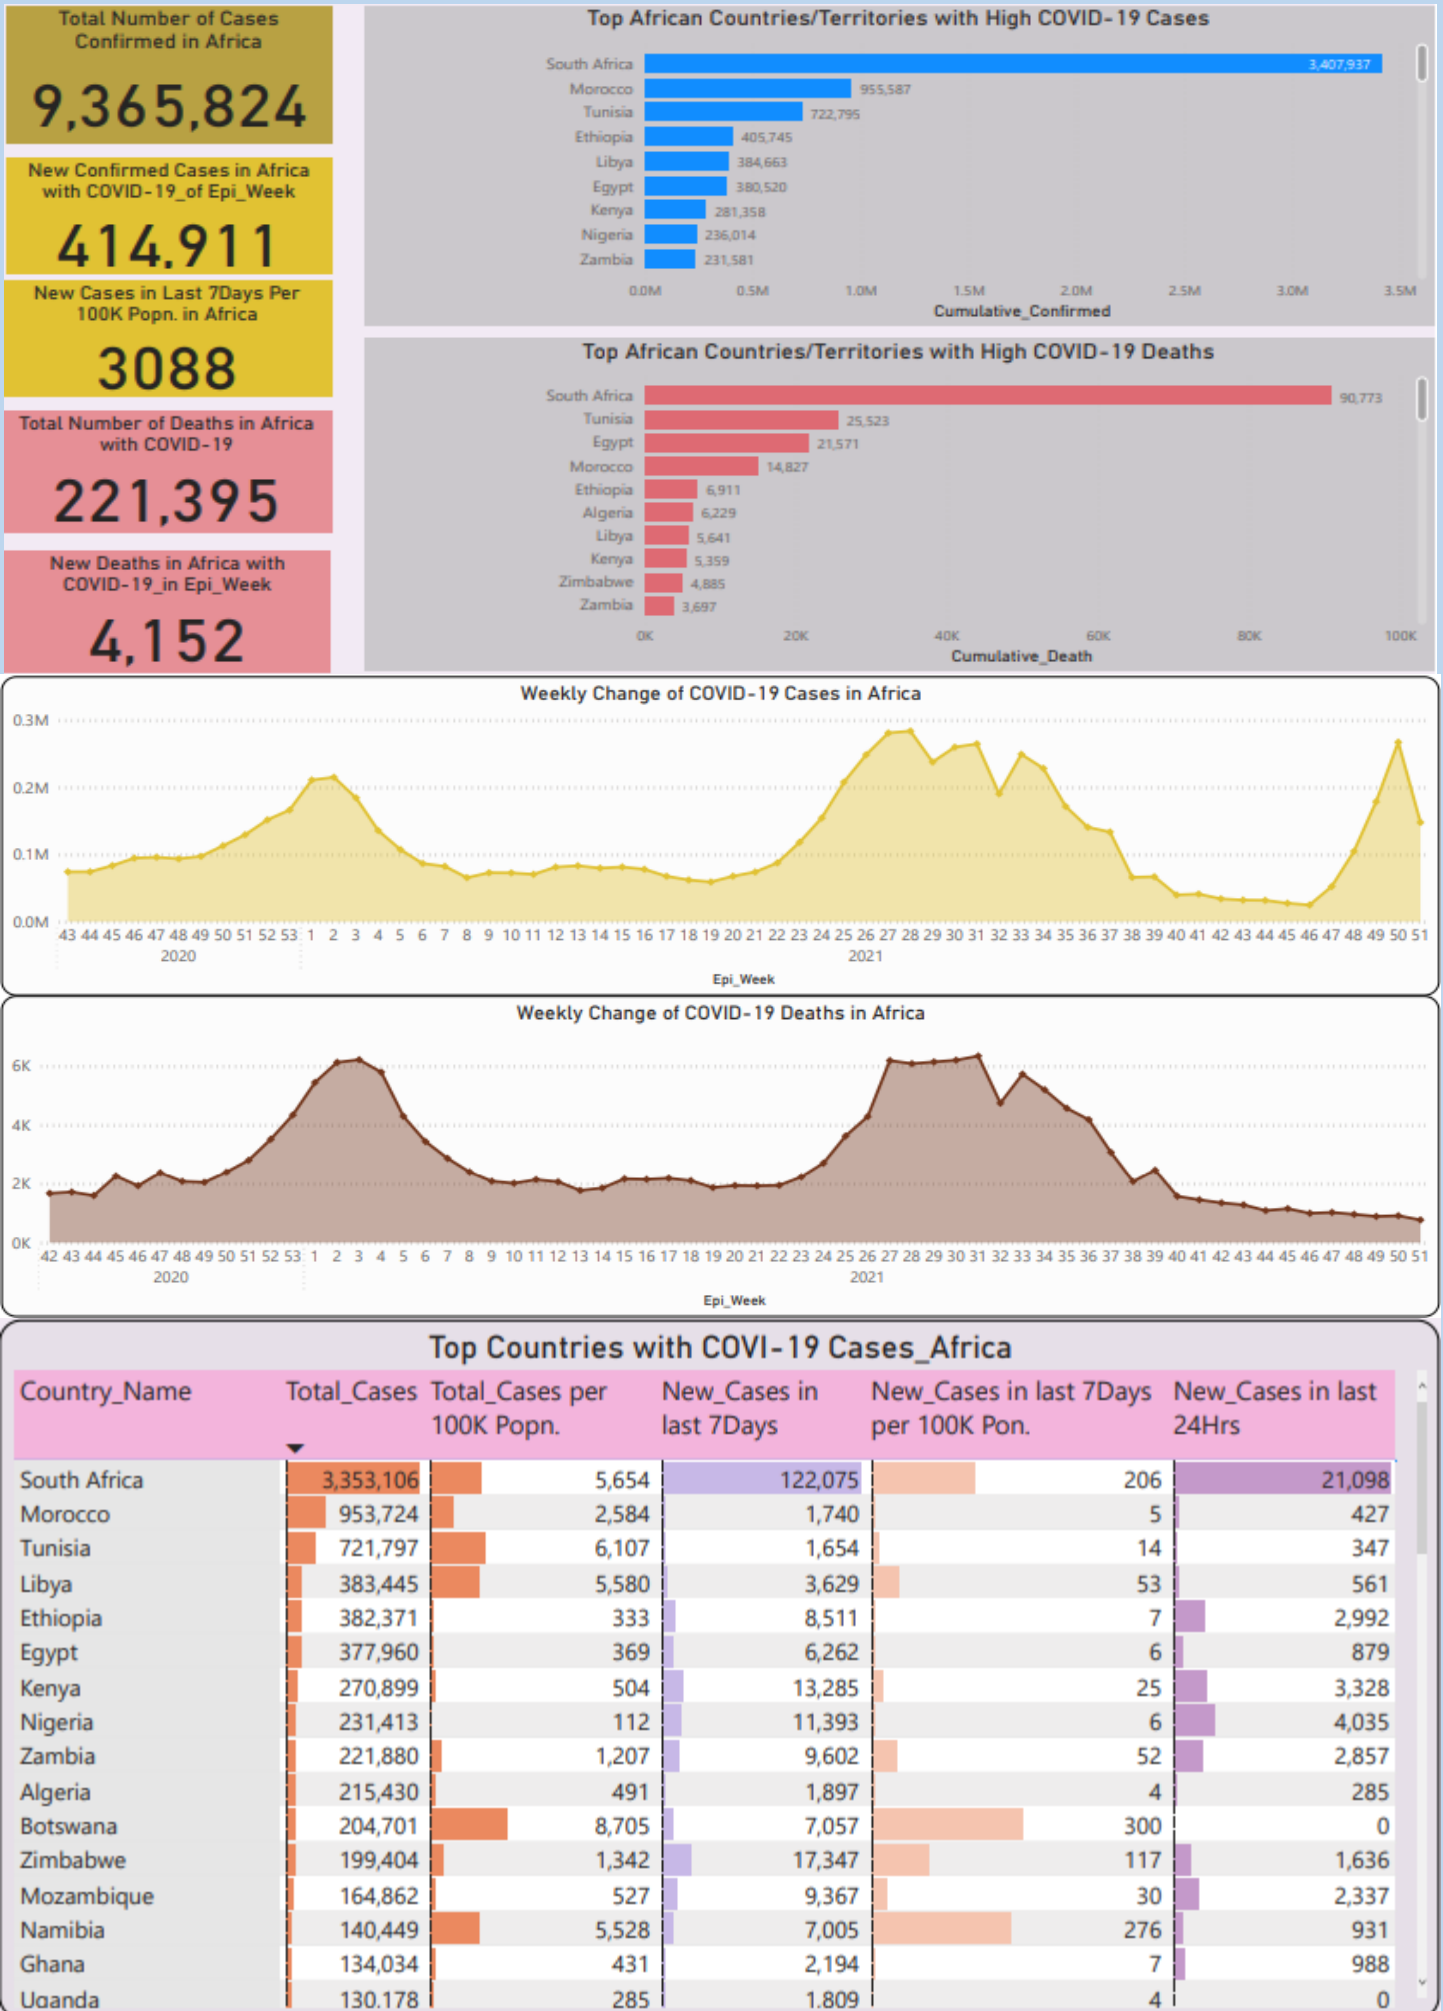 Total Number of Cases
Confirmed in Africa
9,365,824
New Confirmed Cases in Africa
with COVID-19_of Epi_Week
414,911
New Cases in Last 7Days Per
100K Popn. in Africa
3088
Total Number of Deaths in Africa
with COVID-19
221,395
New Deaths in Africa with
COVID-19_in Epi_Week
4,152
Top African Countries/Territories with High COVID-19 Cases
South Africa 3,407,937
Morocco 955,587
Tunisia 722,795
Ethiopia 405,745
Libya 384,663
Egypt 380,520
Kenya 281,358
Nigeria 236,014
Zambia 231,581
0.0M 0.5M 1.0M 1.5M 2.0M 2.5M 3.0M 3.5M
Cumulative_Confirmed
Top African Countries/Territories with High COVID-19 Deaths
South Africa 90,773
Tunisia 25,523
Egypt 21,571
Morocco 14,827
Ethiopia 6,911
Algeria 6,229
Libya 5,641
Kenya 5,359
Zimbabwe 4,885
Zambia 3,697
0K 20K 40K 60K 80K 100K
Cumulative_Death
Weekly Change of COVID-19 Cases in Africa
0.3M
0.2M
0.1M
0.0M
43 44 45 46 47 48 49 50 51 52 53 1 2 3 4 5 6 7 8 9 10 11 12 13 14 15 16 17 18 19 20 21 22 23 24 25 26 27 28 29 30 31 32 33 34 35 36 37 38 39 40 41 42 43 44 45 46 47 48 49 50 51
2020 2021
Epi_Week
Weekly Change of COVID-19 Deaths in Africa
6K
4K
2K
0K
42 43 44 45 46 47 48 49 50 51 52 53 1 2 3 4 5 6 7 8 9 10 11 12 13 14 15 16 17 18 19 20 21 22 23 24 25 26 27 28 29 30 31 32 33 34 35 36 37 38 39 40 41 42 43 44 45 46 47 48 49 50 51
2020 2021
Epi_Week
Top Countries with COVI-19 Cases_Africa
Country_Name Total_Cases Total_Cases per New_Cases in New_Cases in last 7Days New_Cases in last
100K Popn. last 7Days per 100K Pon. 24Hrs
South Africa 3,353,106 5,654 122,075 206 21,098
Morocco 953,724 2,584 1,740 5 427
Tunisia 721,797 6,107 1,654 14 347
Libya 383,445 5,580 3,629 53 561
Ethiopia 382,371 333 8,511 7 2,992
Egypt 377,960 369 6,262 6 879
Kenya 270,899 504 13,285 25 3,328
Nigeria 231,413 112 11,393 6 4,035
Zambia 221,880 1,207 9,602 52 2,857
Algeria 215,430 491 1,897 4 285
Botswana 204,701 8,705 7,057 300 0
Zimbabwe 199,404 1,342 17,347 117 1,636
Mozambique 164,862 527 9,367 30 2,337
Namibia 140,449 5,528 7,005 276 931
Ghana 134,034 431 2,194 7 988
Uganda 130,178 285 1,809 4 0